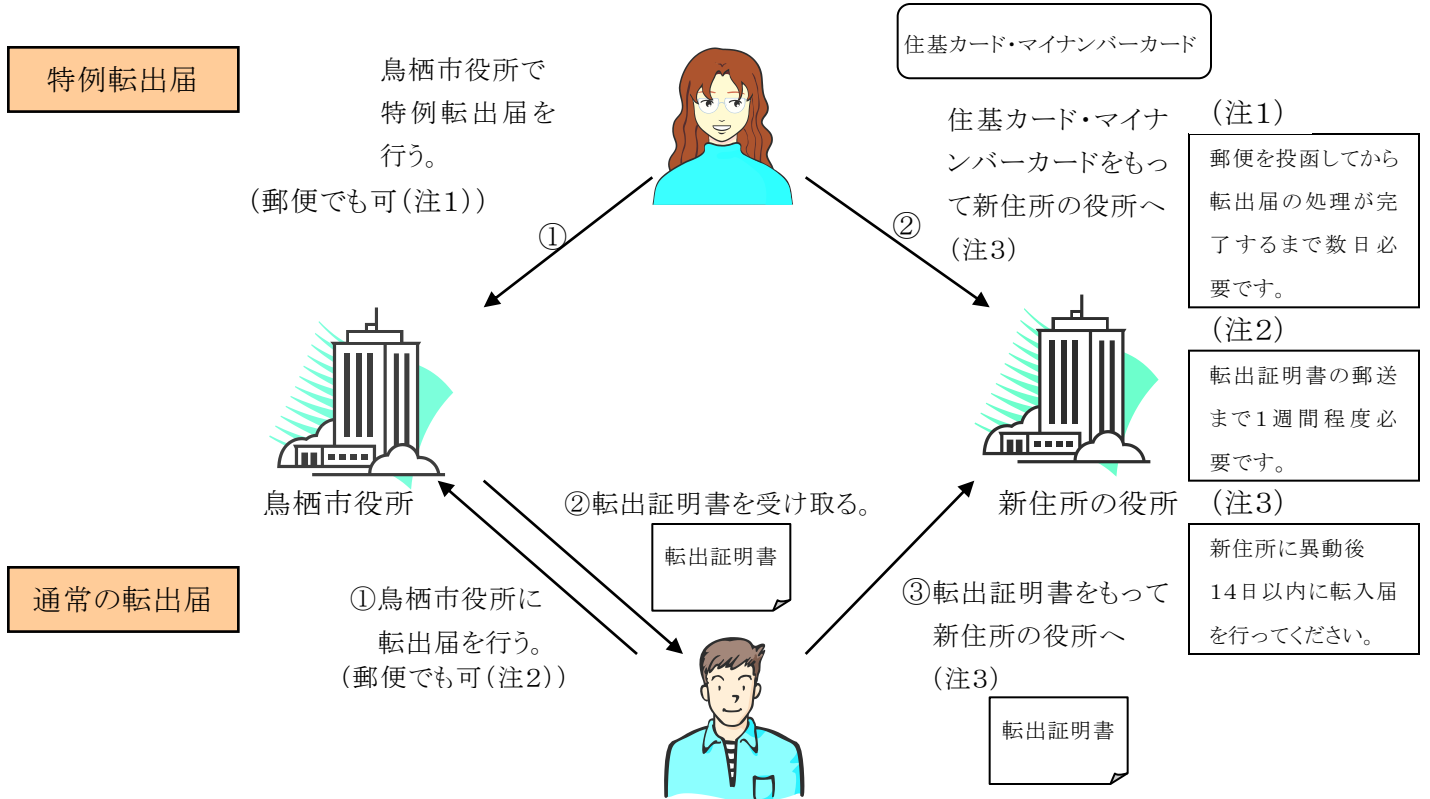 特例転出届
鳥栖市役所で
特例転出届を
行う。
(郵便でも可(注1))
①
住基カード・マイナンバーカード
住基カード・マイナ
ンバーカードをもっ
て新住所の役所へ
(注3)
②
(注1)
郵便を投函してから
転出届の処理が完
了するまで数日必
要です。
(注2)
転出証明書の郵送
まで1週間程度必
要です。
(注3)
新住所に異動後
14日以内に転入届
を行ってください。
鳥栖市役所
新住所の役所
通常の転出届
①鳥栖市役所に
転出届を行う。
(郵便でも可(注2))
②転出証明書を受け取る。
転出証明書
③転出証明書をもって
新住所の役所へ
(注3)
転出証明書